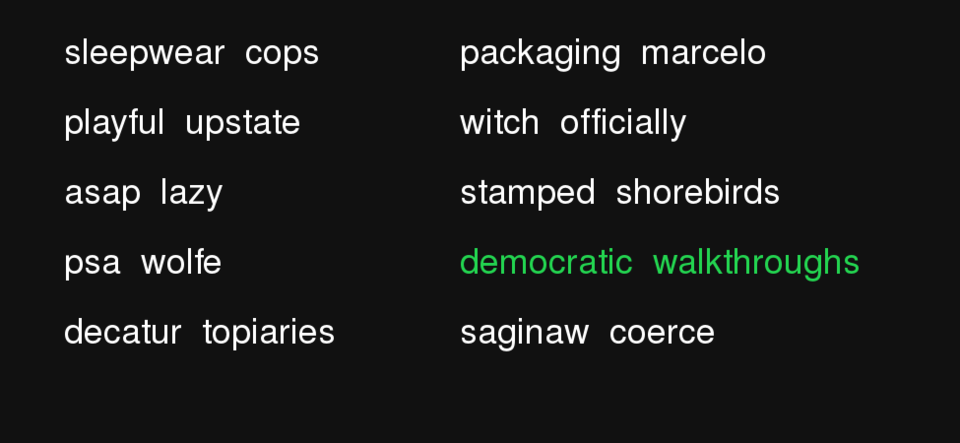 sleepwear cops
playful upstate
asap lazy
psa wolfe
decatur topiaries
packaging marcelo
witch officially
stamped shorebirds
democratic walkthroughs
saginaw coerce